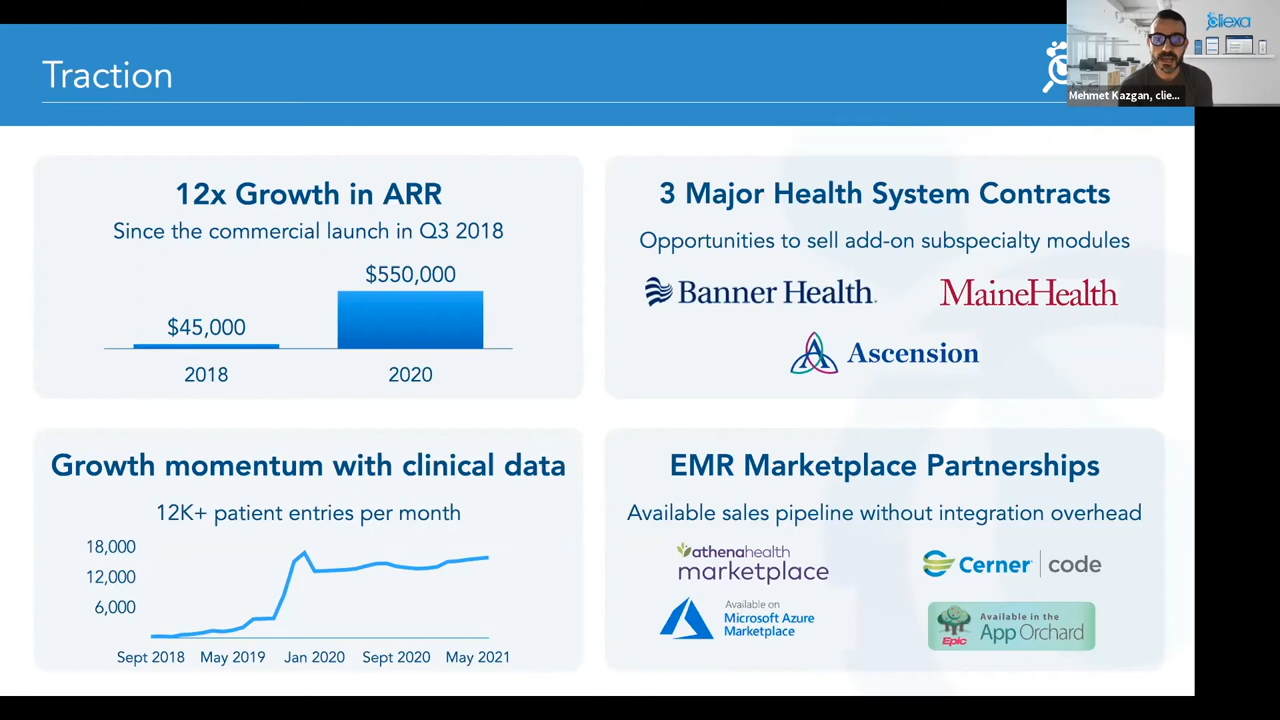 Traction
cliexa
Mehmet Kazgan, clie...
12x Growth in ARR
Since the commercial launch in Q3 2018
$550,000
$45,000
2018
2020
3 Major Health System Contracts
Opportunities to sell add-on subspecialty modules
Banner Health
MaineHealth
Ascension
Growth momentum with clinical data
12K+ patient entries per month
18,000
12,000
6,000
Sept 2018 May 2019 Jan 2020 Sept 2020 May 2021
EMR Marketplace Partnerships
Available sales pipeline without integration overhead
athenahealth
marketplace
Cerner code
Available on
Microsoft Azure
Marketplace
Available in the
App Orchard
Epic